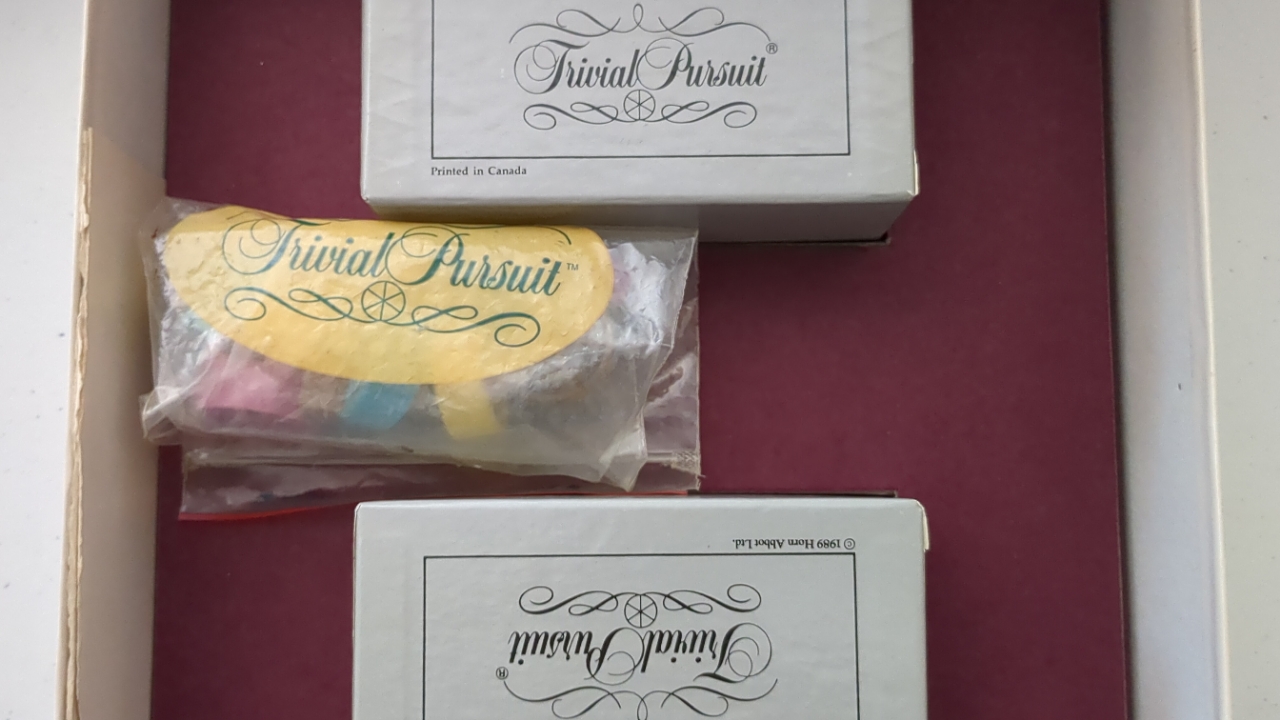 Trivial Pursuit®
Printed in Canada
Trivial Pursuit™
© 1989 Horn Abbot Ltd.
Trivial Pursuit®